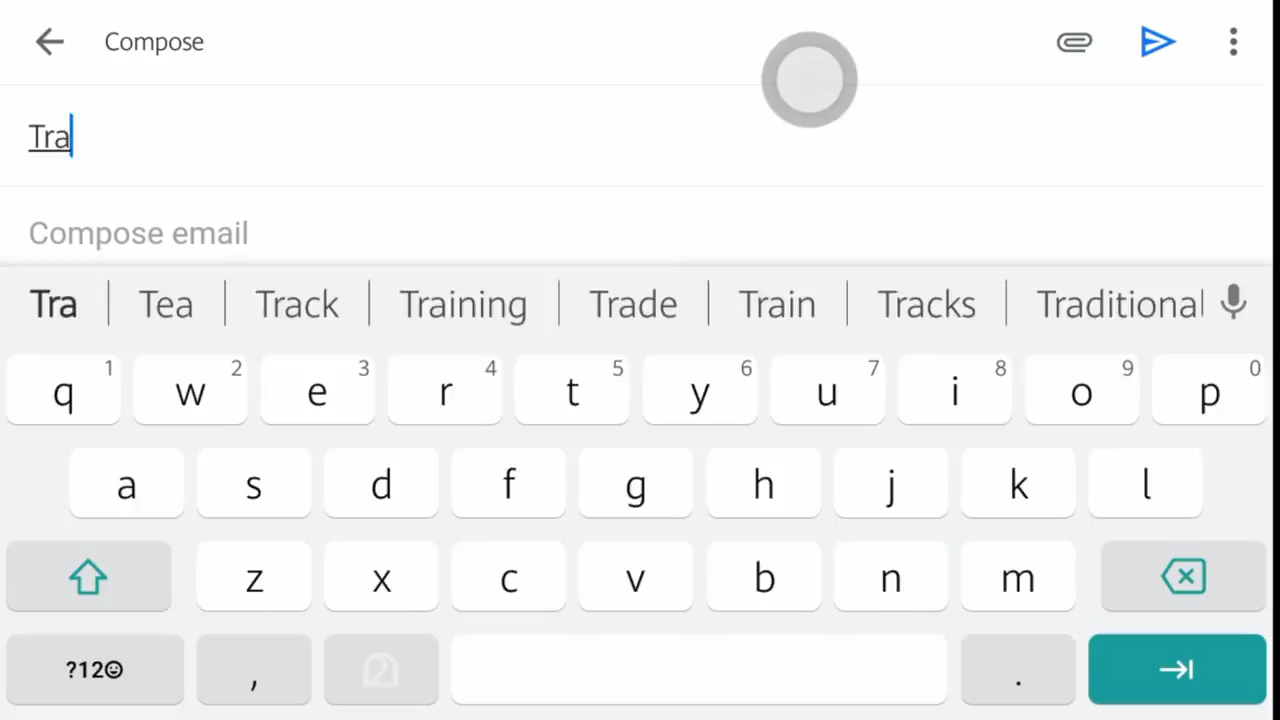 Compose
Tra
Compose email
Tra Tea Track Training Trade Train Tracks Traditional
q 1 w 2 e 3 r 4 t 5 y 6 u 7 i 8 o 9 p 0
a s d f g h j k l
z x c v b n m
?12☺ , മ .